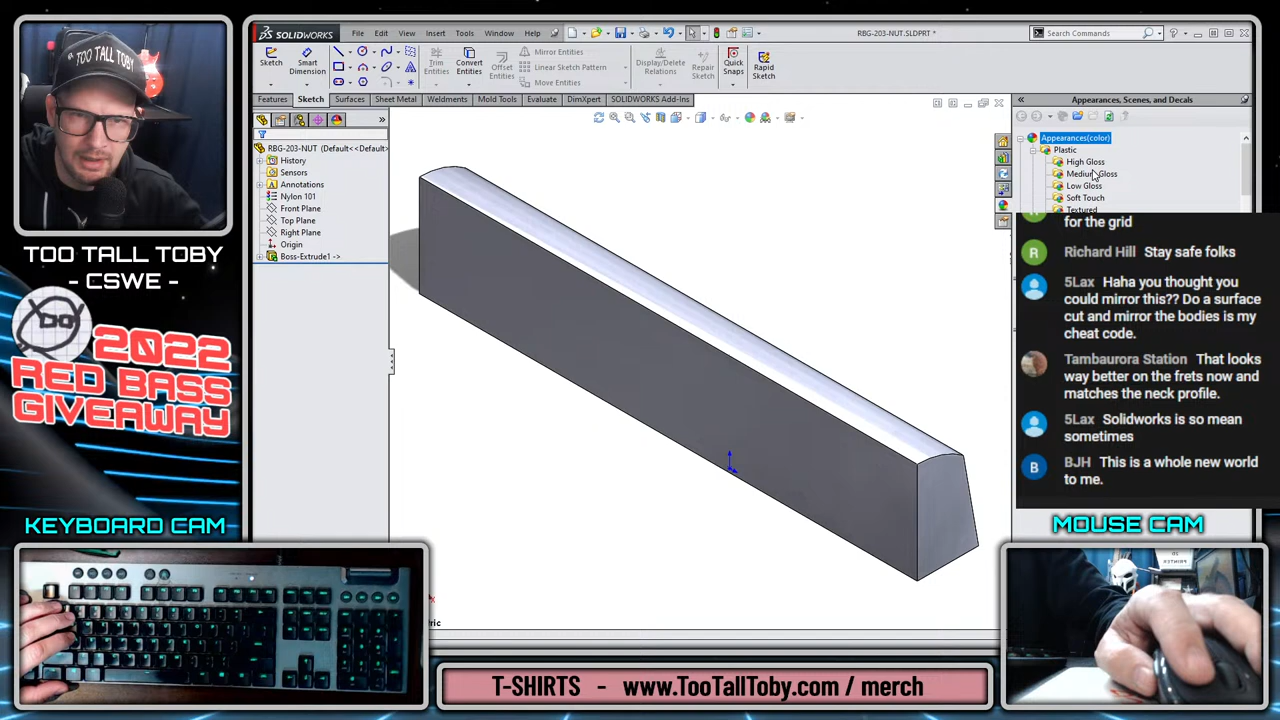 TOO TALL TOBY
TOO TALL TOBY
- CSWE -
2022
RED BASS
GIVEAWAY
KEYBOARD CAM
SOLIDWORKS
File
Edit
View
Insert
Tools
Window
Help
RBG-203-NUT.SLDPRT *
Search Commands
Sketch
Smart
Dimension
Trim
Entities
Convert
Entities
Offset
Entities
Mirror Entities
Linear Sketch Pattern
Move Entities
Display/Delete
Relations
Repair
Sketch
Quick
Snaps
Rapid
Sketch
Features
Sketch
Surfaces
Sheet Metal
Weldments
Mold Tools
Evaluate
DimXpert
SOLIDWORKS Add-Ins
RBG-203-NUT (Default<<Default>
History
Sensors
Annotations
Nylon 101
Front Plane
Top Plane
Right Plane
Origin
Boss-Extrude1 ->
Appearances, Scenes, and Decals
Appearances(color)
Plastic
High Gloss
Medium Gloss
Low Gloss
Soft Touch
Textured
for the grid
Richard Hill Stay safe folks
5Lax Haha you thought you
could mirror this?? Do a surface
cut and mirror the bodies is my
cheat code.
Tambaurora Station That looks
way better on the frets now and
matches the neck profile.
5Lax Solidworks is so mean
sometimes
BJH This is a whole new world
to me.
MOUSE CAM
T-SHIRTS - www.TooTallToby.com / merch